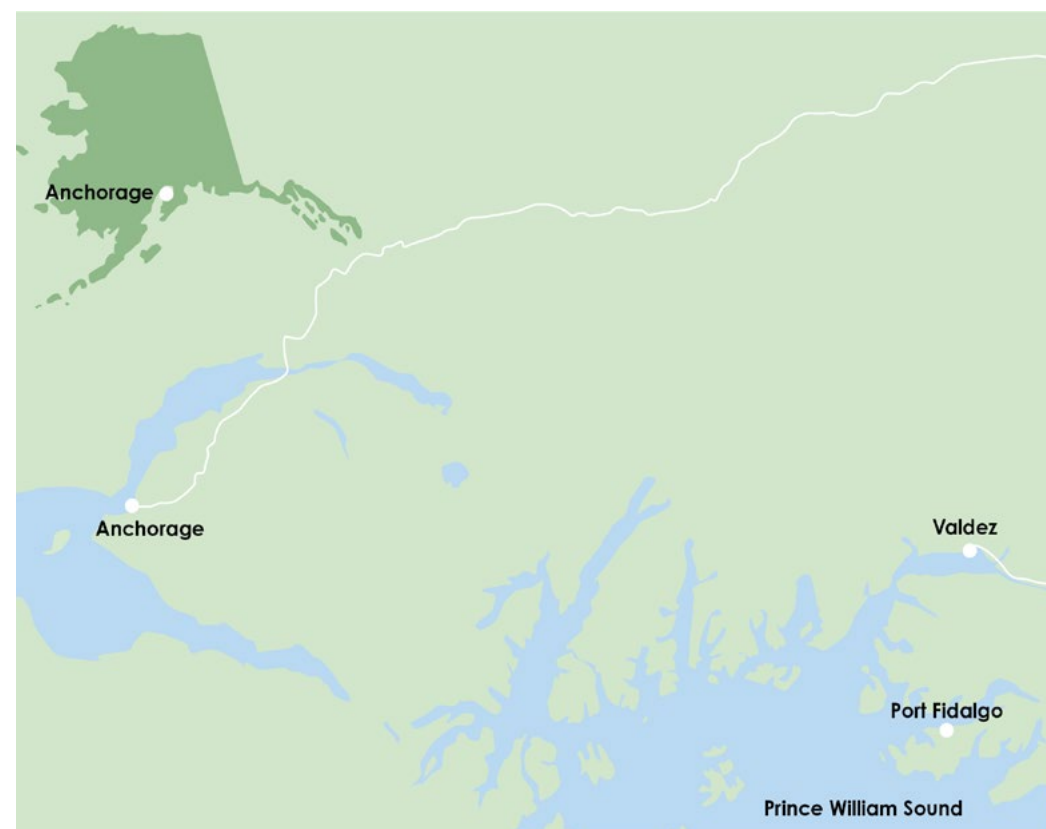 Anchorage
Anchorage
Valdez
Port Fidalgo
Prince William Sound